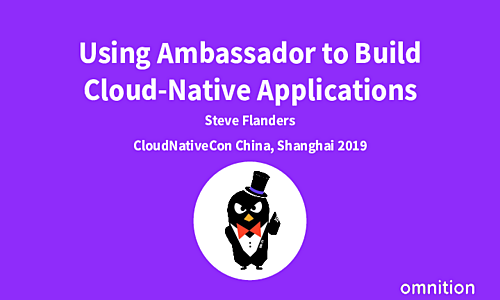 Using Ambassador to Build
Cloud-Native Applications
Steve Flanders
CloudNativeCon China, Shanghai 2019
omnition